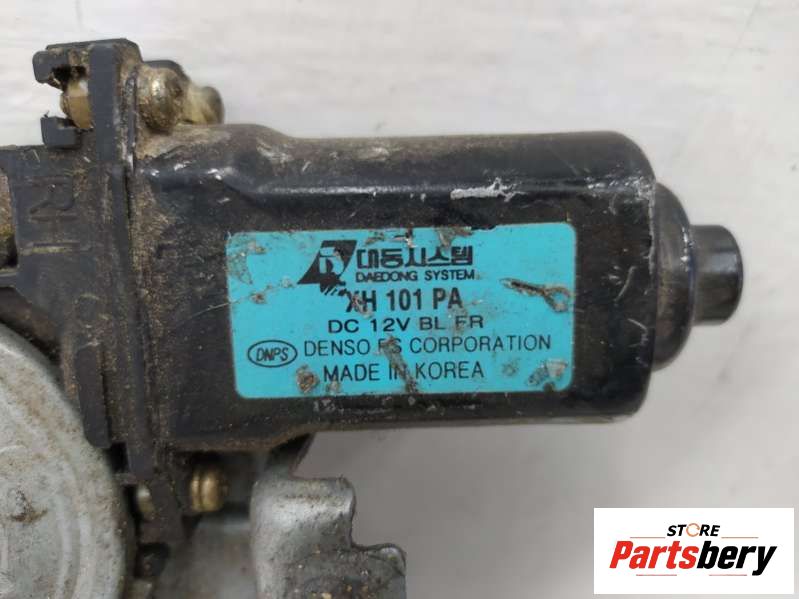 RH
대동시스템
DAEDONG SYSTEM
XH 101 PA
DC 12V BL FR
DNPS DENSO PS CORPORATION
MADE IN KOREA
STORE
Partsbery